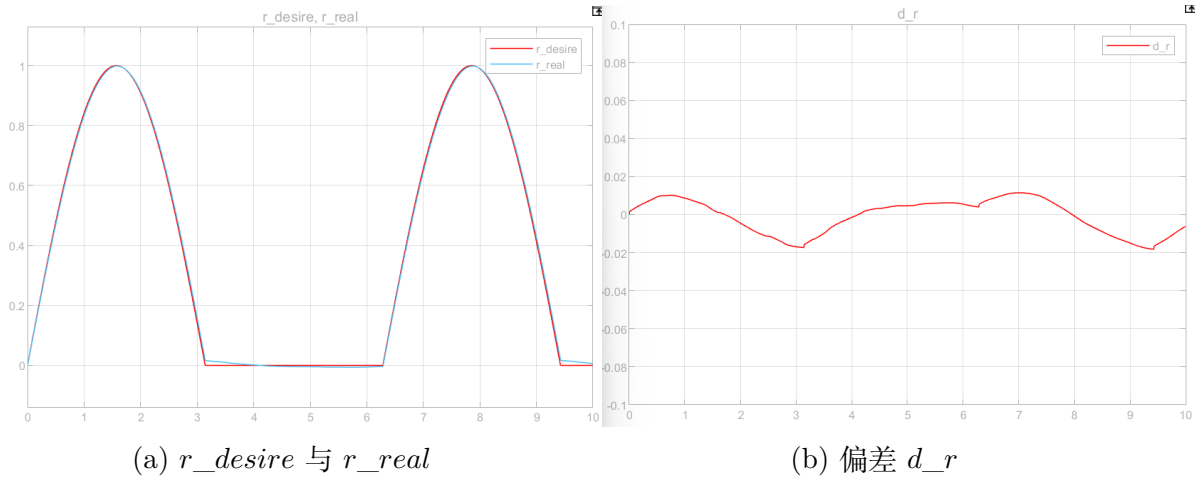 r_desire, r_real
r_desire
r_real
1
0.8
0.6
0.4
0.2
0
0 1 2 3 4 5 6 7 8 9 10
(a) r_desire 与 r_real
d_r
d_r
0.1
0.08
0.06
0.04
0.02
0
-0.02
-0.04
-0.06
-0.08
-0.1
0 1 2 3 4 5 6 7 8 9 10
(b) 偏差 d_r